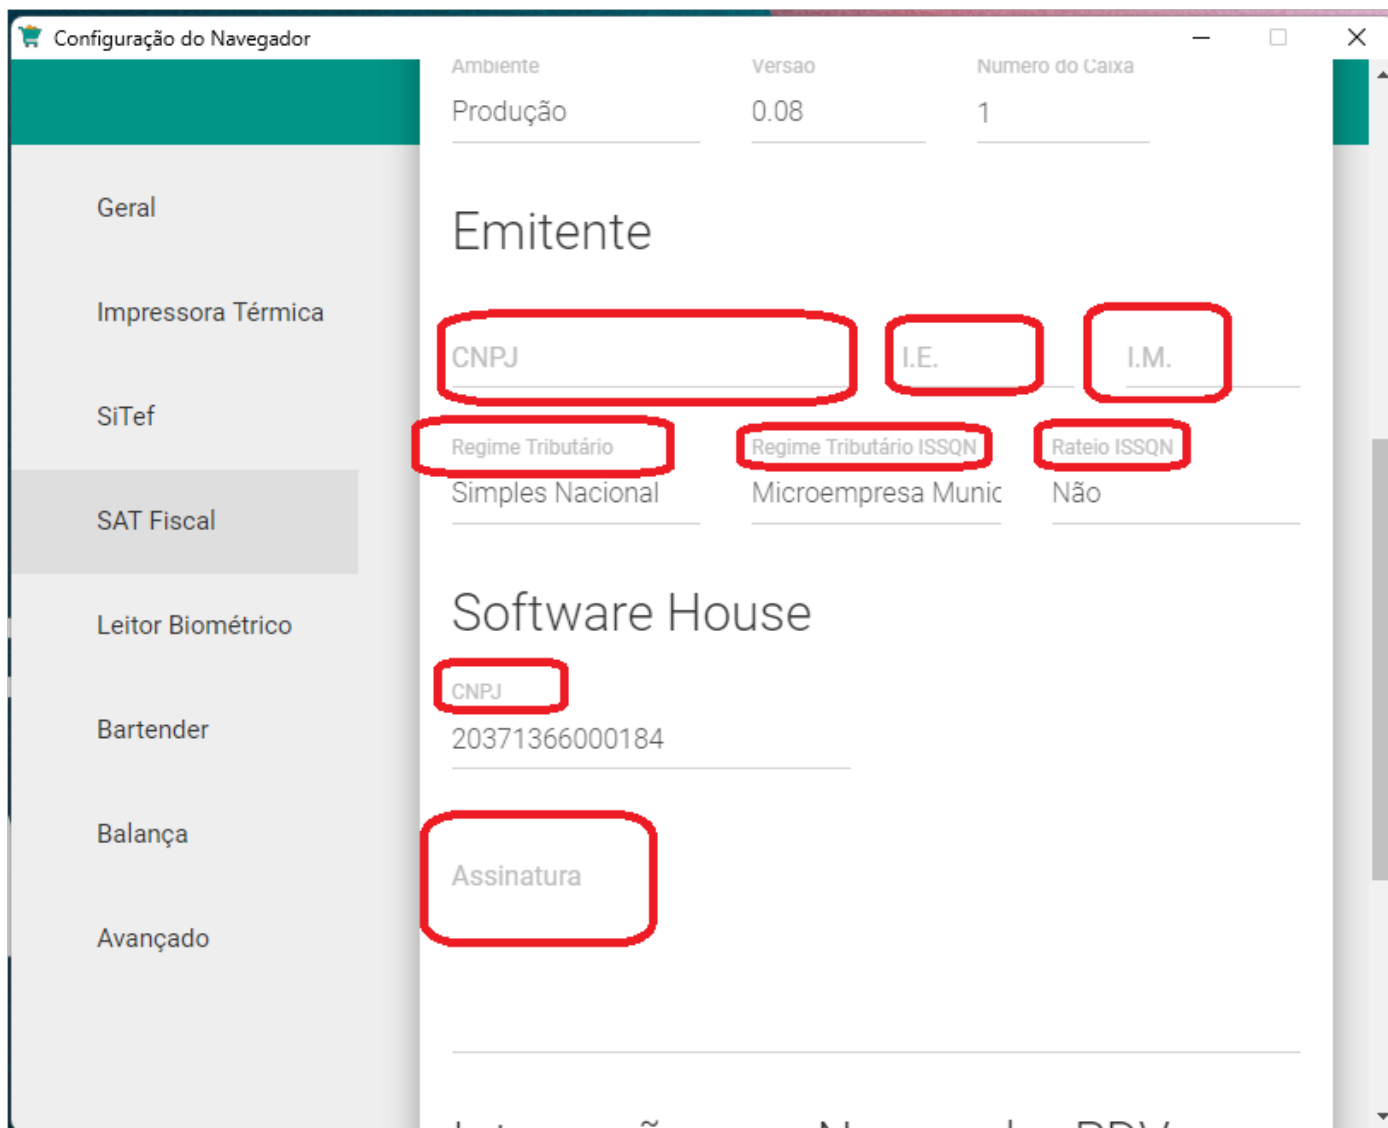 Configuração do Navegador
Ambiente Versão Número do Caixa
Produção 0.08 1
Geral
Impressora Térmica
SiTef
SAT Fiscal
Leitor Biométrico
Bartender
Balança
Avançado
Emitente
CNPJ I.E. I.M.
Regime Tributário Regime Tributário ISSQN Rateio ISSQN
Simples Nacional Microempresa Munic Não
Software House
CNPJ
20371366000184
Assinatura